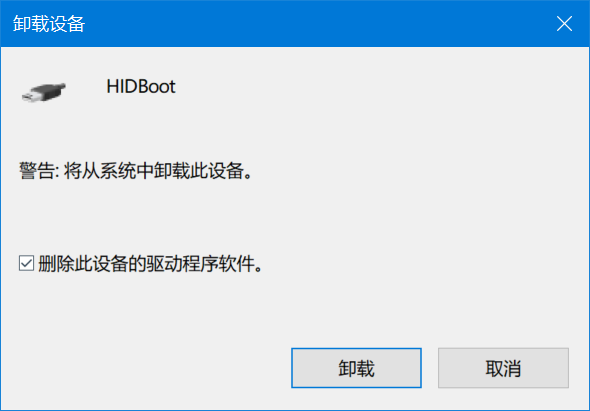 卸载设备
HIDBoot
警告: 将从系统中卸载此设备。
删除此设备的驱动程序软件。
卸载
取消